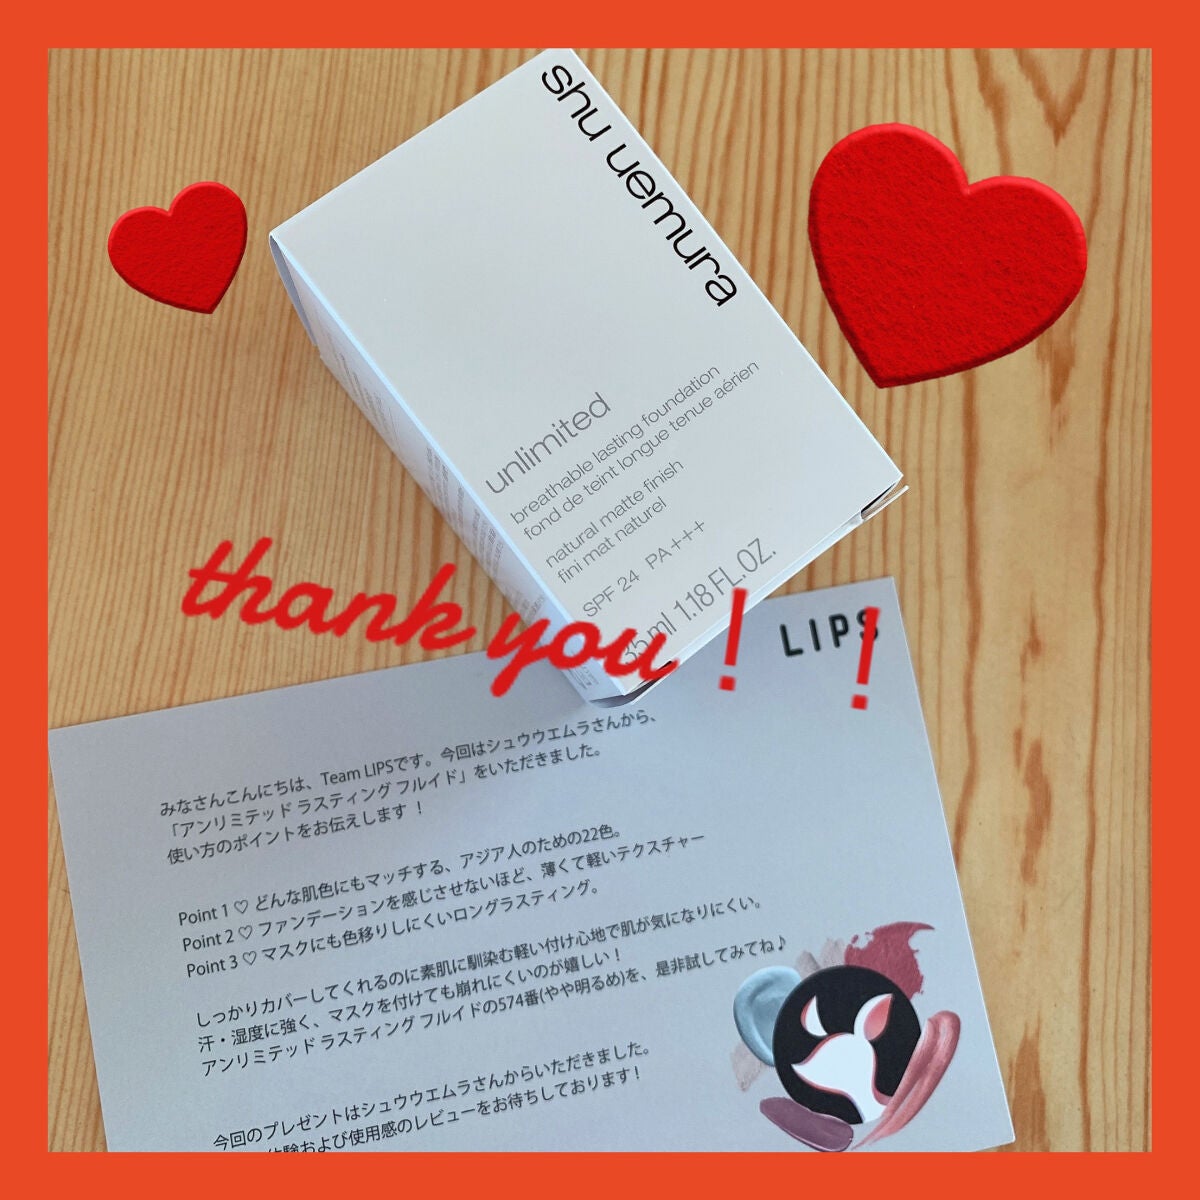 shu uemura
unlimited
breathable lasting foundation
fond de teint longue tenue aérien
natural matte finish
fini mat naturel
SPF 24 PA+++
35 ml 1.18 FL.OZ.
thank you！！
LIPS
みなさんこんにちは、Team LIPSです。今回はシュウウエムラさんから、
「アンリミテッド ラスティング フルイド」をいただきました。
使い方のポイントをお伝えします！
Point 1 ♡ どんな肌色にもマッチする、アジア人のための22色。
Point 2 ♡ ファンデーションを感じさせないほど、薄くて軽いテクスチャー
Point 3 ♡ マスクにも色移りしにくいロングラスティング。
しっかりカバーしてくれるのに素肌に馴染む軽い付け心地で肌が気になりにくい。
汗・湿度に強く、マスクを付けても崩れにくいのが嬉しい！
アンリミテッド ラスティング フルイドの574番(やや明るめ)を、是非試してみてね♪
今回のプレゼントはシュウウエムラさんからいただきました。
体験および使用感のレビューをお待ちしております！